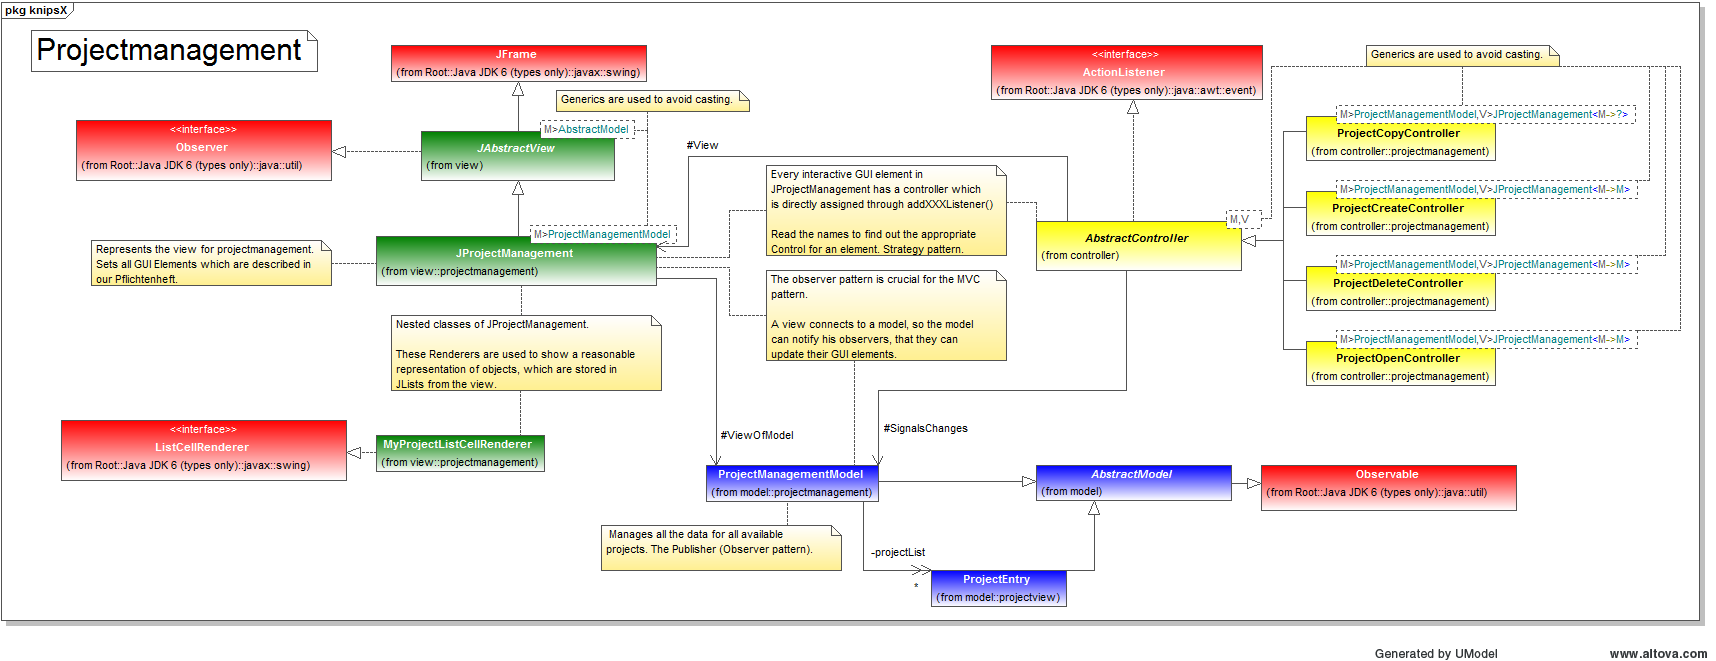 pkg knipsX
Projectmanagement
JFrame
(from Root::Java JDK 6 (types only)::javax::swing)
<<interface>>
ActionListener
(from Root::Java JDK 6 (types only)::java::awt::event)
Generics are used to avoid casting.
Generics are used to avoid casting.
<<interface>>
Observer
(from Root::Java JDK 6 (types only)::java::util)
M>AbstractModel
JAbstractView
(from view)
#View
M>ProjectManagementModel,V>JProjectManagement<M->?>
ProjectCopyController
(from controller::projectmanagement)
Every interactive GUI element in
JProjectManagement has a controller which
is directly assigned through addXXXListener()
Read the names to find out the appropriate
Control for an element. Strategy pattern.
M>ProjectManagementModel,V>JProjectManagement<M->M>
ProjectCreateController
(from controller::projectmanagement)
M,V
AbstractController
(from controller)
Represents the view for projectmanagement.
Sets all GUI Elements which are described in
our Pflichtenheft.
M>ProjectManagementModel
JProjectManagement
(from view::projectmanagement)
The observer pattern is crucial for the MVC
pattern.
A view connects to a model, so the model
can notify his observers, that they can
update their GUI elements.
M>ProjectManagementModel,V>JProjectManagement<M->M>
ProjectDeleteController
(from controller::projectmanagement)
Nested classes of JProjectManagement.
These Renderers are used to show a reasonable
representation of objects, which are stored in
JLists from the view.
M>ProjectManagementModel,V>JProjectManagement<M->M>
ProjectOpenController
(from controller::projectmanagement)
<<interface>>
ListCellRenderer
(from Root::Java JDK 6 (types only)::javax::swing)
MyProjectListCellRenderer
(from view::projectmanagement)
#ViewOfModel
#SignalsChanges
ProjectManagementModel
(from model::projectmanagement)
AbstractModel
(from model)
Observable
(from Root::Java JDK 6 (types only)::java::util)
Manages all the data for all available
projects. The Publisher (Observer pattern).
-projectList
*
ProjectEntry
(from model::projectview)
Generated by UModel
www.altova.com